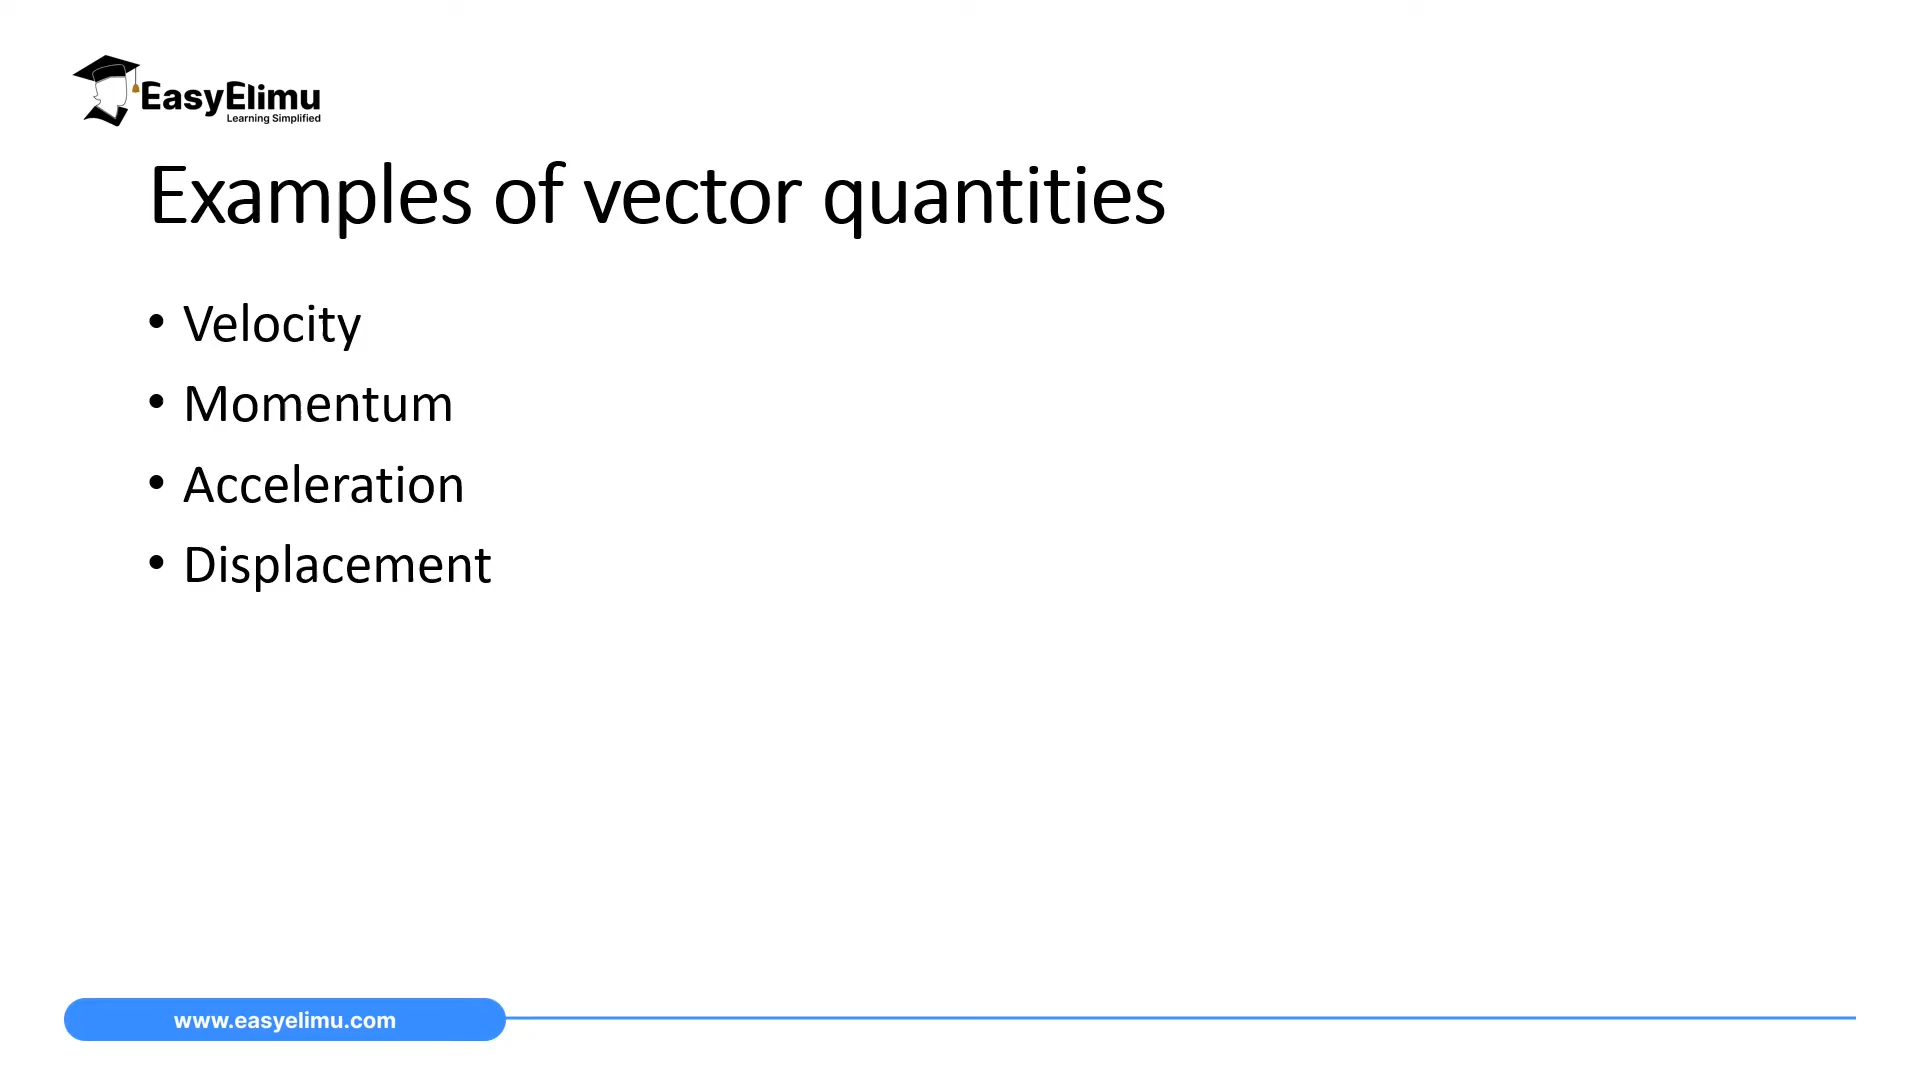 EasyElimu
Learning Simplified
Examples of vector quantities
• Velocity
• Momentum
• Acceleration
• Displacement
www.easyelimu.com